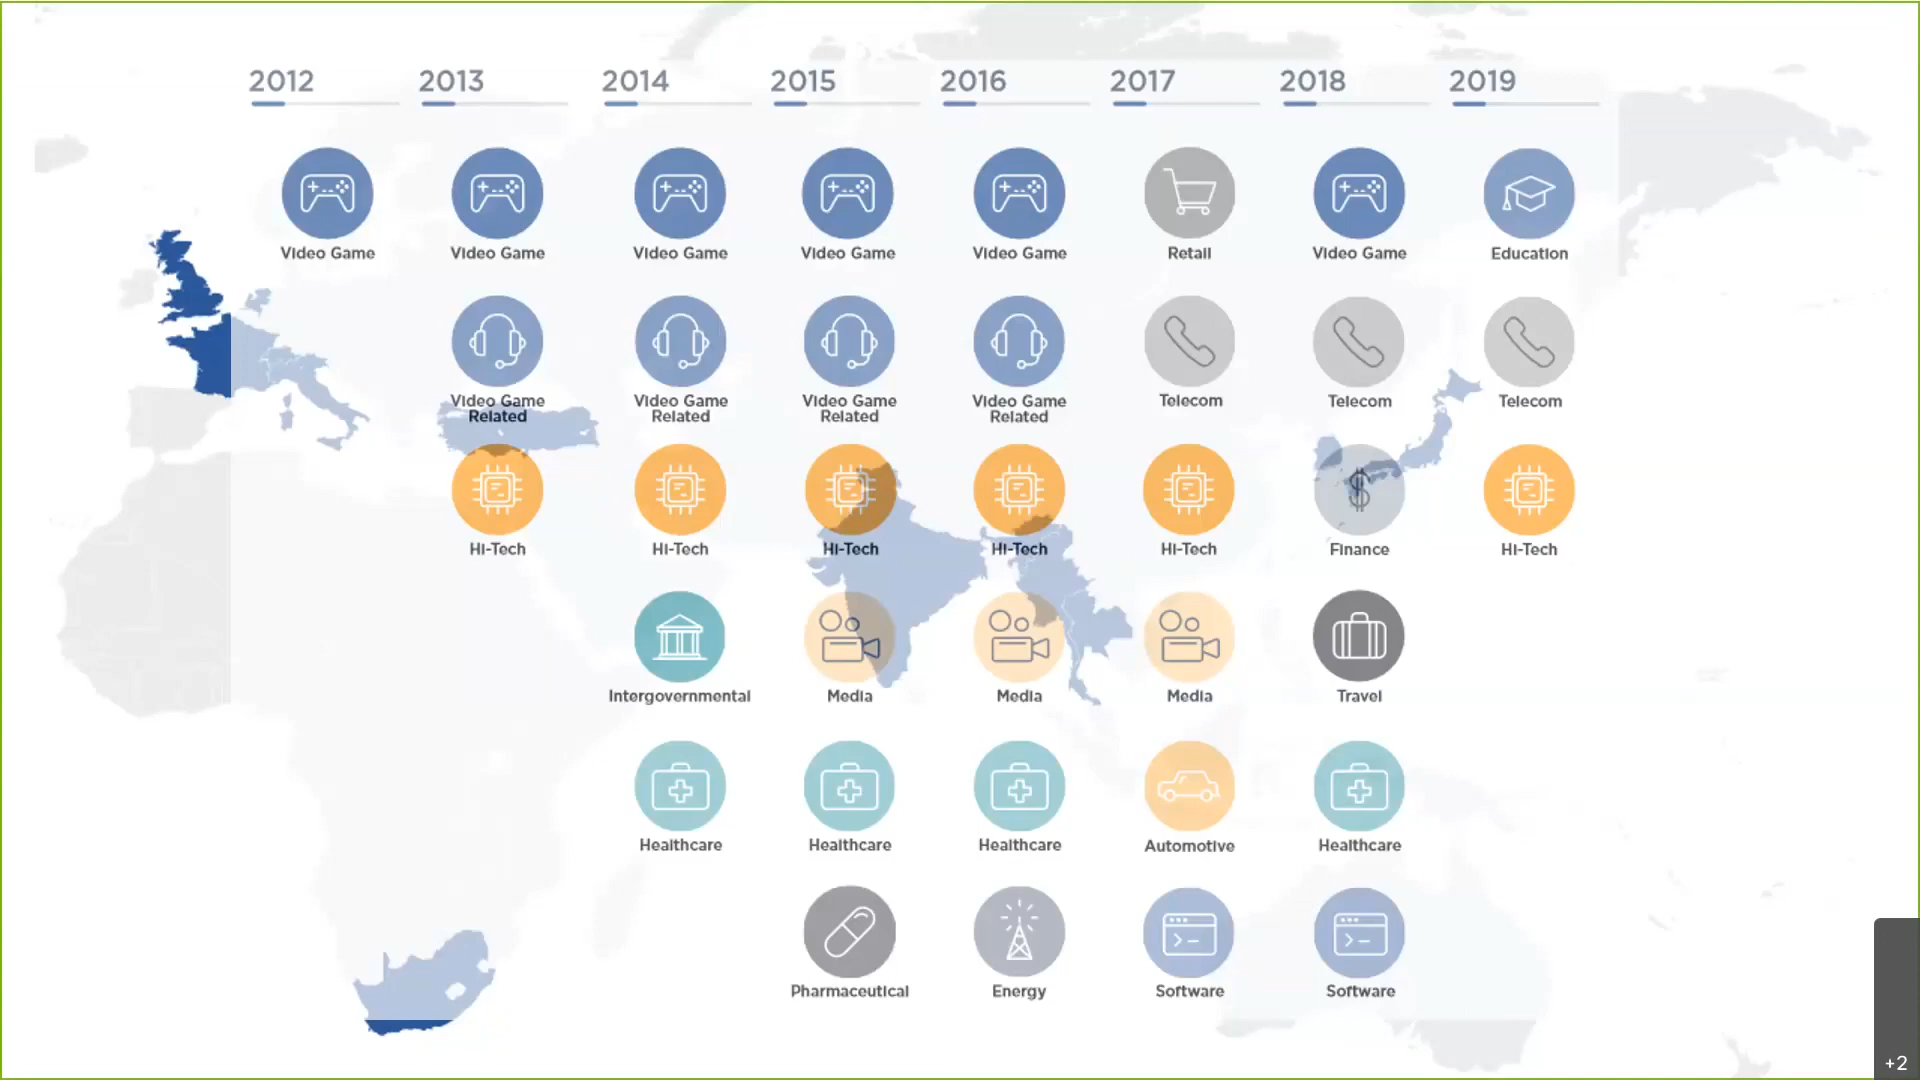 2012 2013 2014 2015 2016 2017 2018 2019
Video Game Video Game Video Game Video Game Video Game Retail Video Game Education
Video Game Video Game Video Game Video Game Telecom Telecom Telecom
Related Related Related Related
Hi-Tech Hi-Tech Hi-Tech Hi-Tech Hi-Tech Finance Hi-Tech
Intergovernmental Media Media Media Travel
Healthcare Healthcare Healthcare Automotive Healthcare
Pharmaceutical Energy Software Software
+2